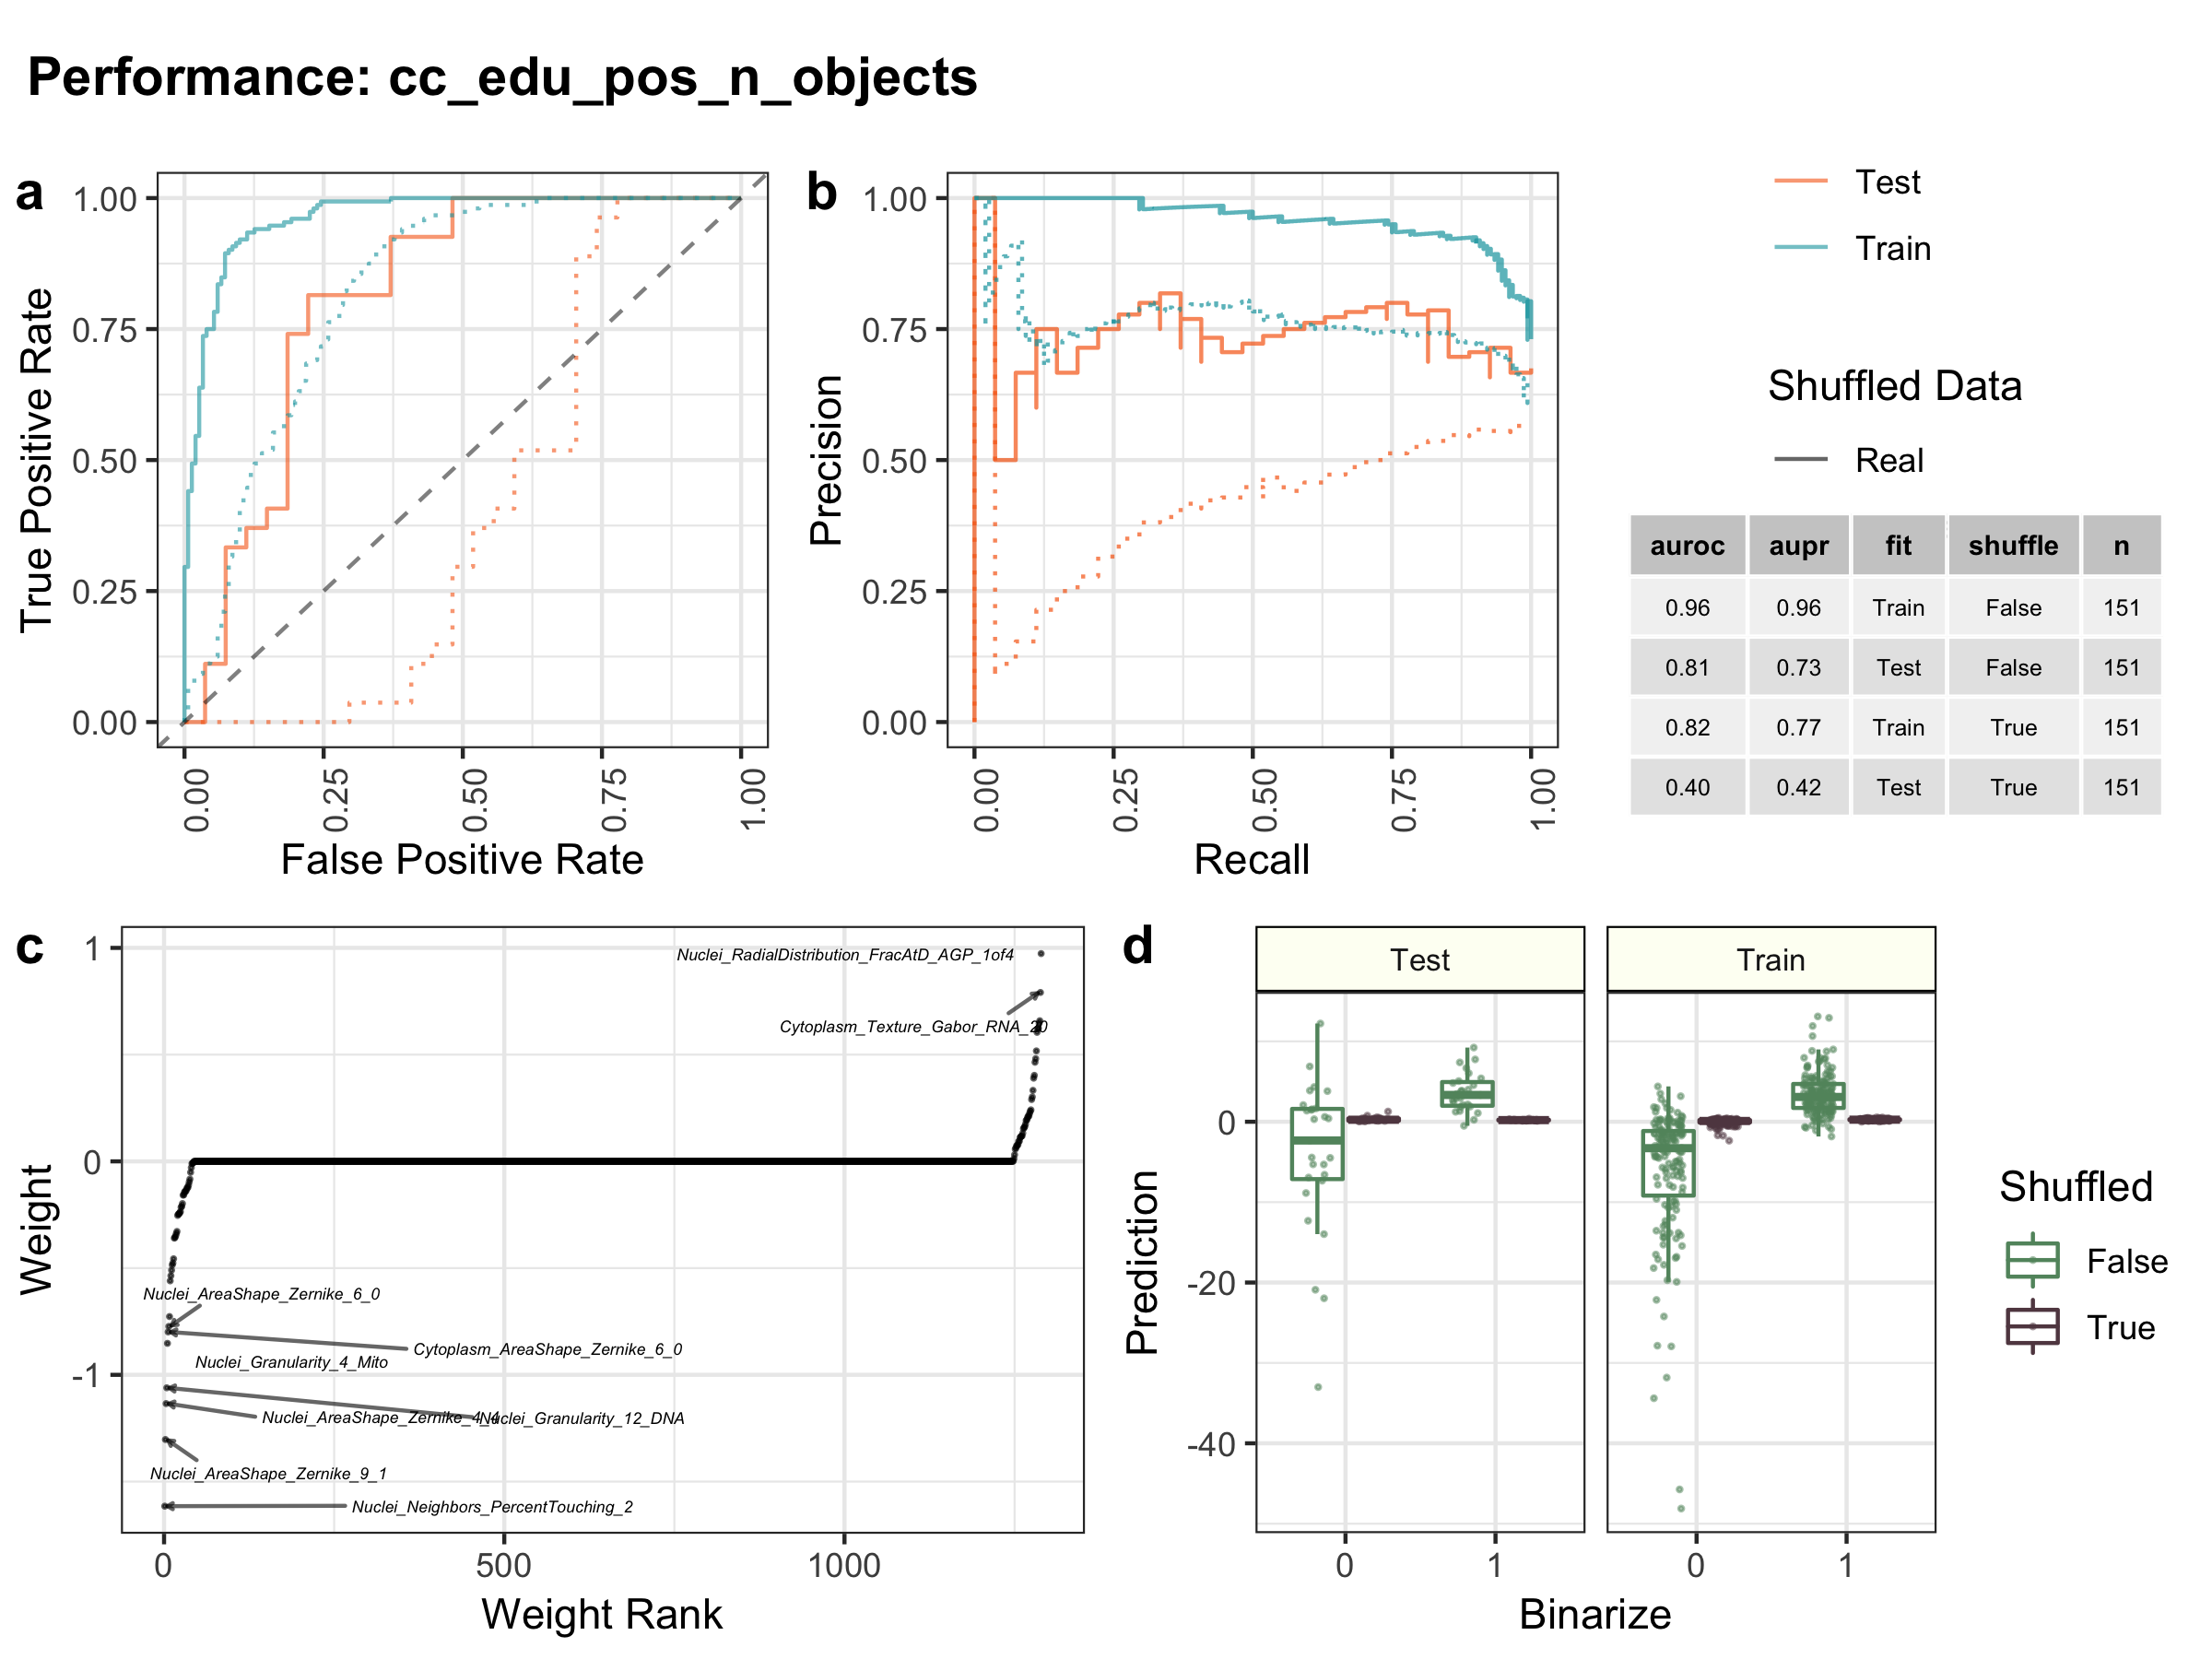 Performance: cc_edu_pos_n_objects
a
1.00
0.75
0.50
0.25
0.00
True Positive Rate
0.00
0.25
0.50
0.75
1.00
False Positive Rate
b
1.00
0.75
0.50
0.25
0.00
Precision
0.00
0.25
0.50
0.75
1.00
Recall
Test
Train
Shuffled Data
Real
auroc aupr fit shuffle n
0.96 0.96 Train False 151
0.81 0.73 Test False 151
0.82 0.77 Train True 151
0.40 0.42 Test True 151
c
1
0
-1
Weight
Nuclei_RadialDistribution_FracAtD_AGP_1of4
Cytoplasm_Texture_Gabor_RNA_20
Nuclei_AreaShape_Zernike_6_0
Cytoplasm_AreaShape_Zernike_6_0
Nuclei_Granularity_4_Mito
Nuclei_AreaShape_Zernike_4_4
Nuclei_Granularity_12_DNA
Nuclei_AreaShape_Zernike_9_1
Nuclei_Neighbors_PercentTouching_2
0
500
1000
Weight Rank
d
Test
Train
0
-20
-40
Prediction
0
1
0
1
Binarize
Shuffled
False
True